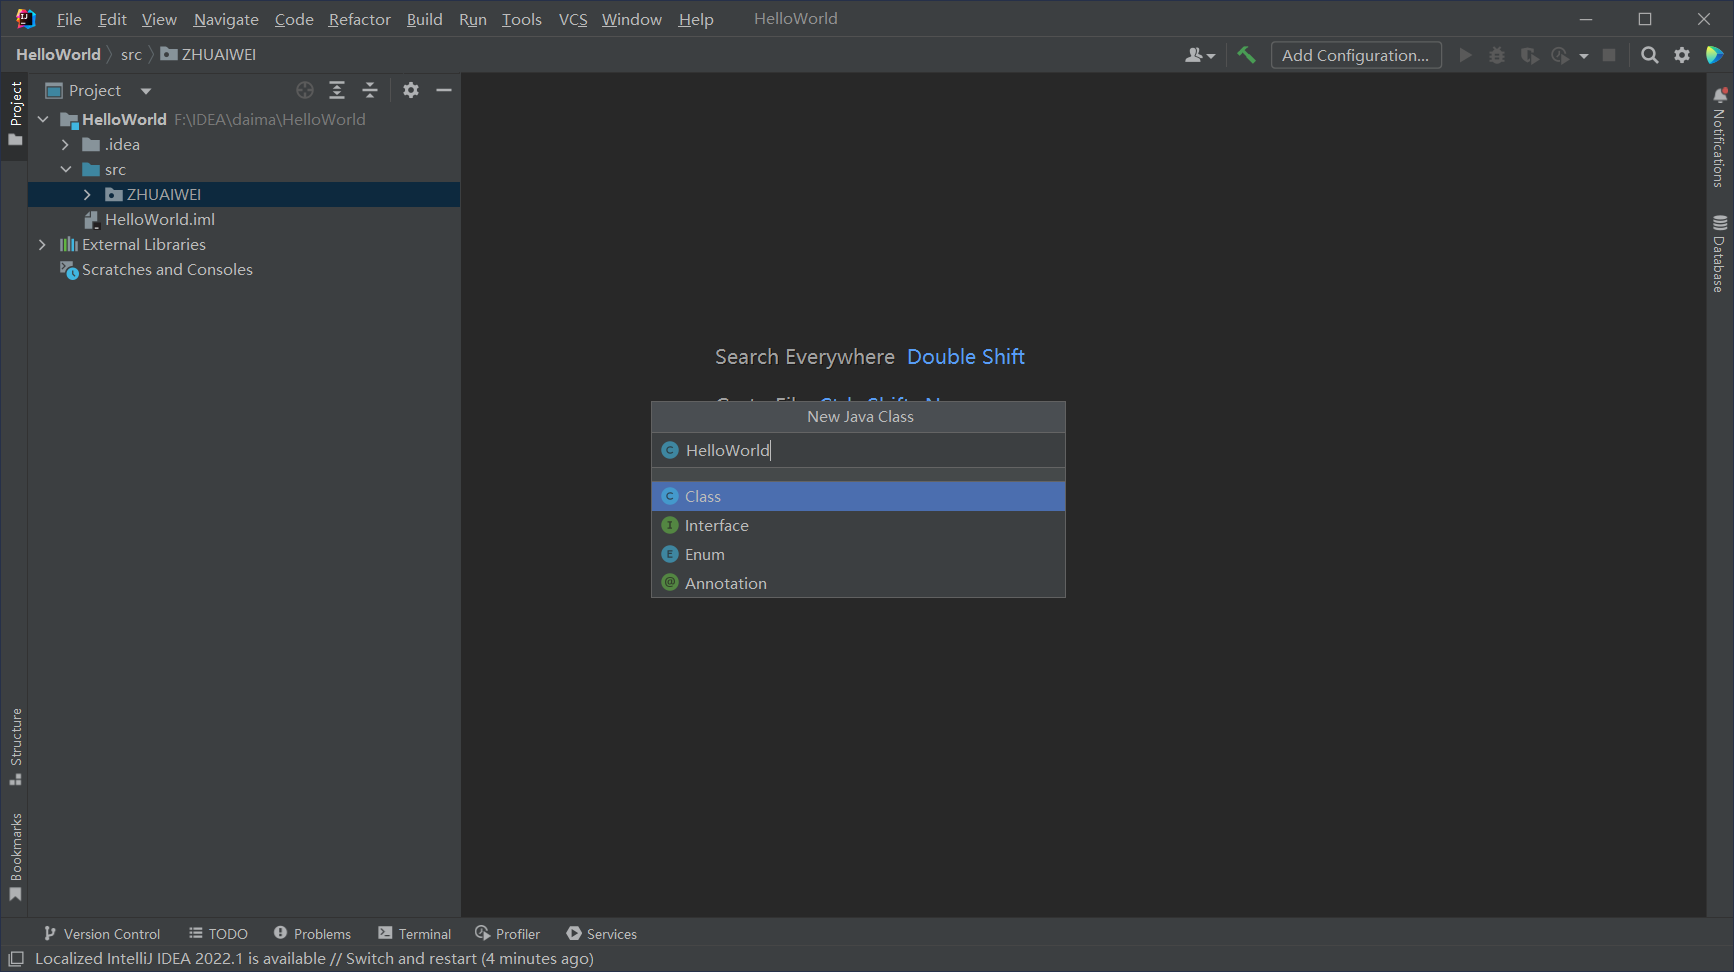 File Edit View Navigate Code Refactor Build Run Tools VCS Window Help HelloWorld
HelloWorld src ZHUAIWEI
Add Configuration...
Project
Project
HelloWorld F:\IDEA\daima\HelloWorld
.idea
src
ZHUAIWEI
HelloWorld.iml
External Libraries
Scratches and Consoles
Search Everywhere Double Shift
New Java Class
HelloWorld
Class
Interface
Enum
Annotation
Notifications
Database
Structure
Bookmarks
Version Control TODO Problems Terminal Profiler Services
Localized IntelliJ IDEA 2022.1 is available // Switch and restart (4 minutes ago)